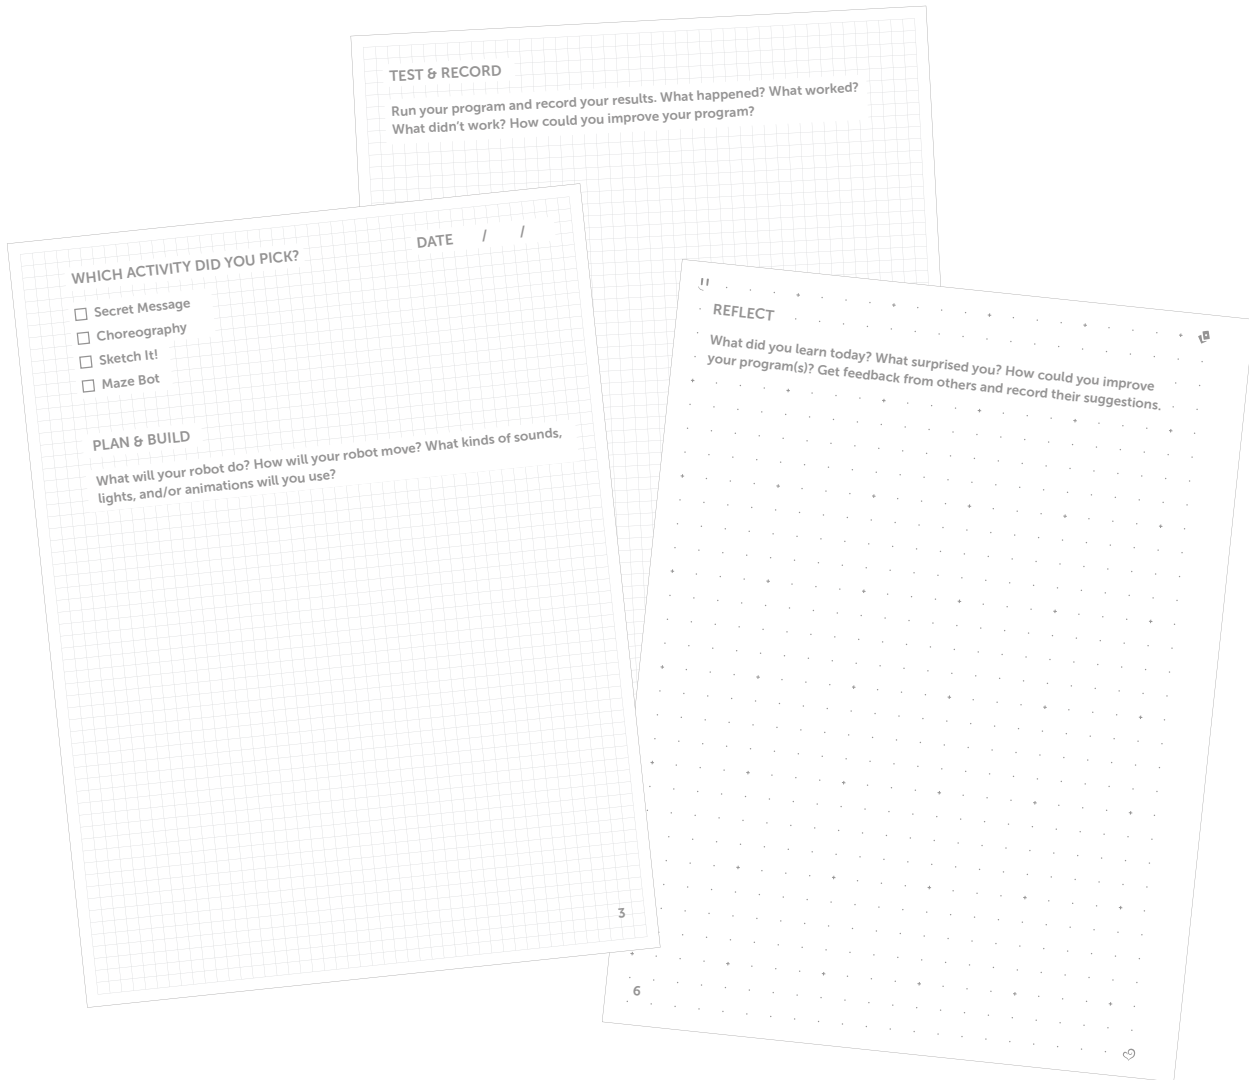 TEST & RECORD
Run your program and record your results. What happened? What worked?
What didn't work? How could you improve your program?
DATE / /
WHICH ACTIVITY DID YOU PICK?
Secret Message
Choreography
Sketch It!
Maze Bot
PLAN & BUILD
What will your robot do? How will your robot move? What kinds of sounds,
lights, and/or animations will you use?
3
REFLECT
What did you learn today? What surprised you? How could you improve
your program(s)? Get feedback from others and record their suggestions.
6